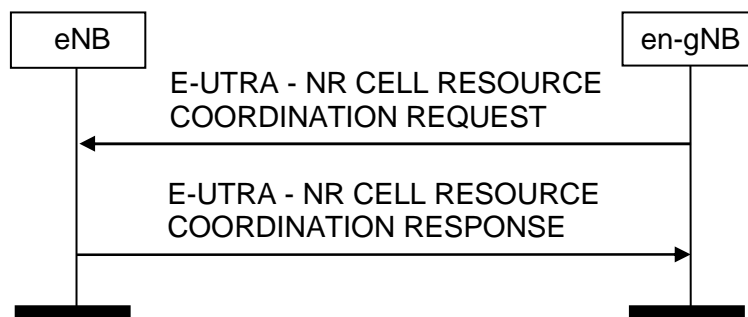 eNB
en-gNB
E-UTRA - NR CELL RESOURCE
COORDINATION REQUEST
E-UTRA - NR CELL RESOURCE
COORDINATION RESPONSE